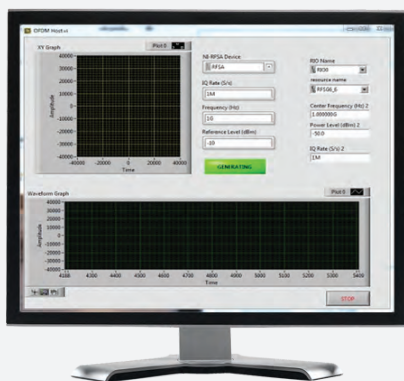 OFDM Host.vi
XY Graph
Plot 0
40000
30000
20000
10000
0
-10000
-20000
-30000
-40000
Amplitude
-40000 -20000 0 20000 40000
Time
NI-RFSA Device
RFSA
IQ Rate (S/s)
1M
Frequency (Hz)
1G
Reference Level (dBm)
-10
GENERATING
RIO Name
RIO0
resource name
RFSG6_6
Center Frequency (Hz) 2
1.000000G
Power Level (dBm) 2
-50.0
IQ Rate (S/s) 2
1M
Waveform Graph
Plot 0
40000
30000
20000
10000
0
-10000
-20000
-30000
-40000
Amplitude
4184 4300 4400 4500 4600 4700 4800 4900 5000 5100 5200 5300 5400
Time
STOP